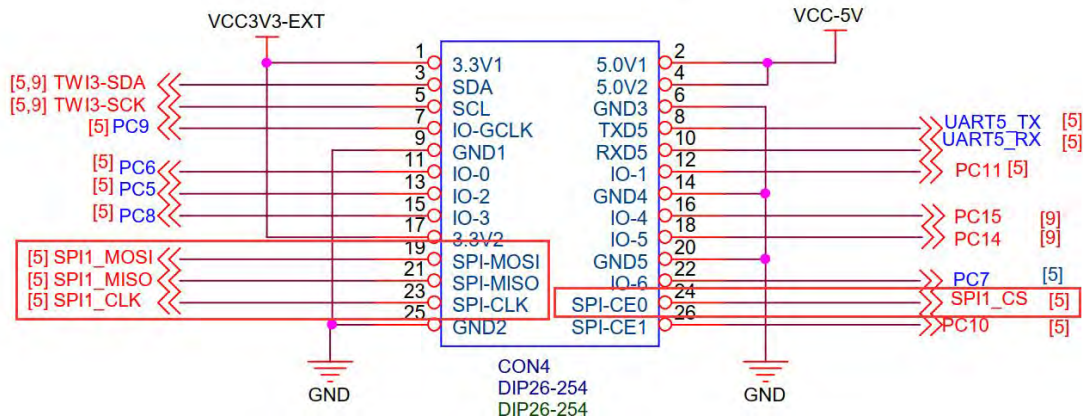 VCC3V3-EXT VCC-5V
1 3.3V1 5.0V1 2
[5,9] TWI3-SDA 3 SDA 5.0V2 4
[5,9] TWI3-SCK 5 SCL GND3 6
[5] PC9 7 IO-GCLK TXD5 8 UART5_TX [5]
9 GND1 RXD5 10 UART5_RX [5]
[5] PC6 11 IO-0 IO-1 12 PC11 [5]
[5] PC5 13 IO-2 GND4 14
[5] PC8 15 IO-3 IO-4 16 PC15 [9]
17 3.3V2 IO-5 18 PC14 [9]
[5] SPI1_MOSI 19 SPI-MOSI GND5 20
[5] SPI1_MISO 21 SPI-MISO IO-6 22 PC7 [5]
[5] SPI1_CLK 23 SPI-CLK SPI-CE0 24 SPI1_CS [5]
25 GND2 SPI-CE1 26 PC10 [5]
GND CON4 GND
DIP26-254
DIP26-254